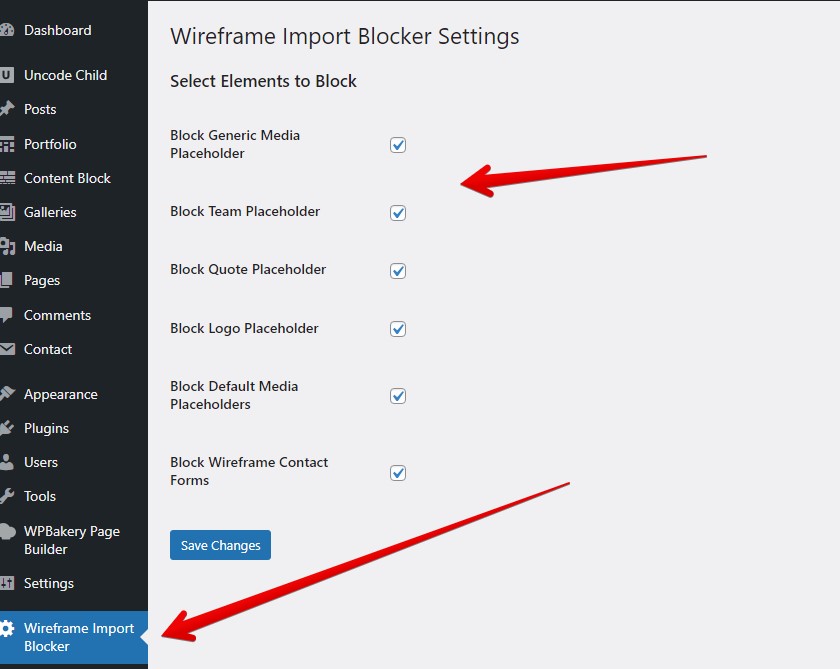 Dashboard
Uncode Child
Posts
Portfolio
Content Block
Galleries
Media
Pages
Comments
Contact
Appearance
Plugins
Users
Tools
WPBakery Page
Builder
Settings
Wireframe Import
Blocker
Wireframe Import Blocker Settings
Select Elements to Block
Block Generic Media
Placeholder
Block Team Placeholder
Block Quote Placeholder
Block Logo Placeholder
Block Default Media
Placeholders
Block Wireframe Contact
Forms
Save Changes